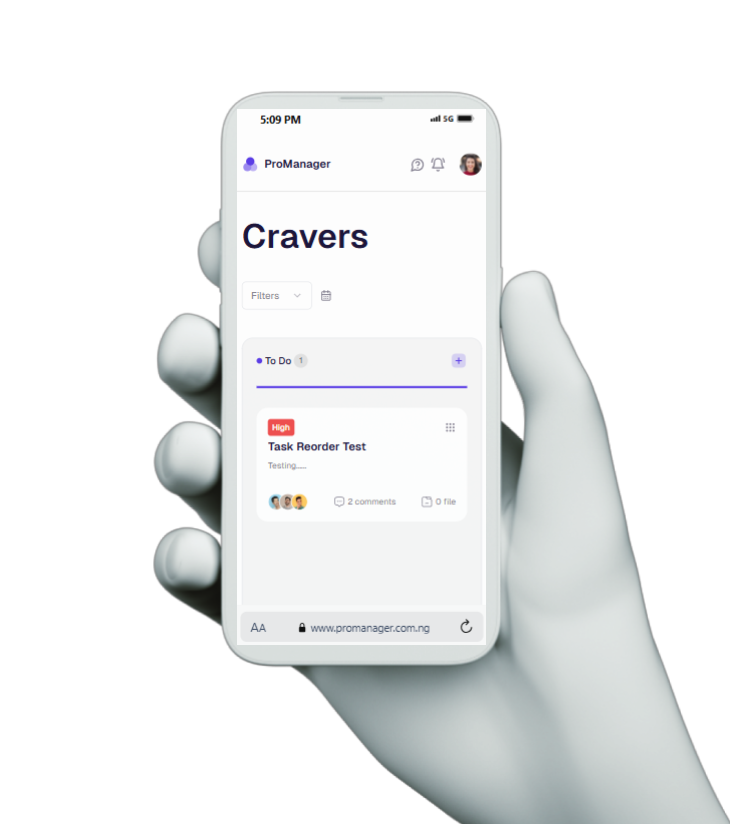 5:09 PM 5G
ProManager
Cravers
Filters
To Do 1 +
High
Task Reorder Test
Testing.....
2 comments 0 file
AA www.promanager.com.ng